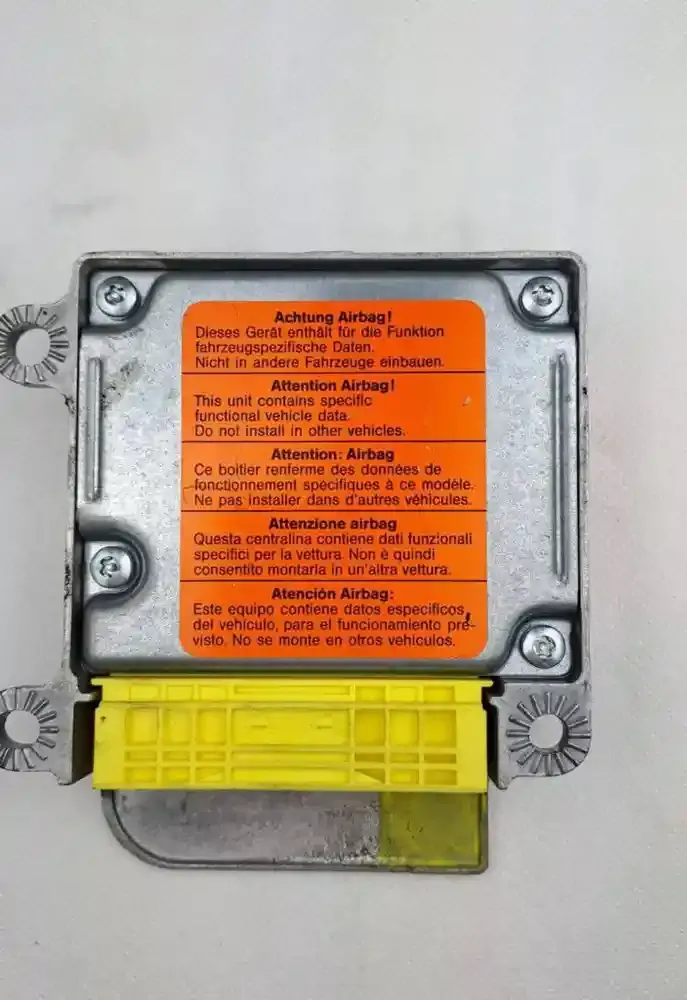 Achtung Airbag!
Dieses Gerät enthält für die Funktion
fahrzeugspezifische Daten.
Nicht in andere Fahrzeuge einbauen.
Attention Airbag!
This unit contains specific
functional vehicle data.
Do not install in other vehicles.
Attention: Airbag
Ce boitier renferme des données de
fonctionnement spécifiques à ce modèle.
Ne pas installer dans d'autres véhicules.
Attenzione airbag
Questa centralina contiene dati funzionali
specifici per la vettura. Non è quindi
consentito montarla in un'altra vettura.
Atención Airbag:
Este equipo contiene datos especificos
del vehículo, para el funcionamiento pre-
visto. No se monte en otros vehículos.